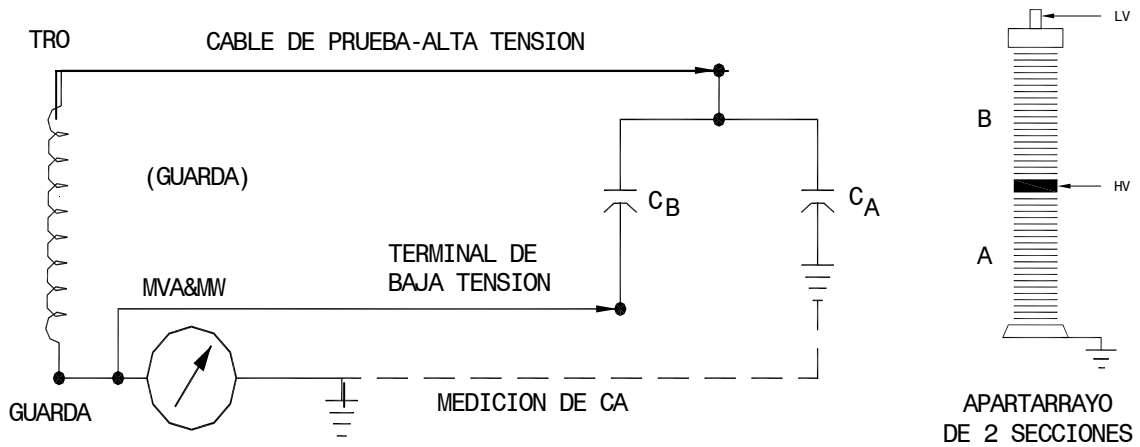 TRO
CABLE DE PRUEBA-ALTA TENSION
(GUARDA)
C_B
C_A
TERMINAL DE
BAJA TENSION
MVA&MW
GUARDA
MEDICION DE CA
LV
B
HV
A
APARTARRAYO
DE 2 SECCIONES